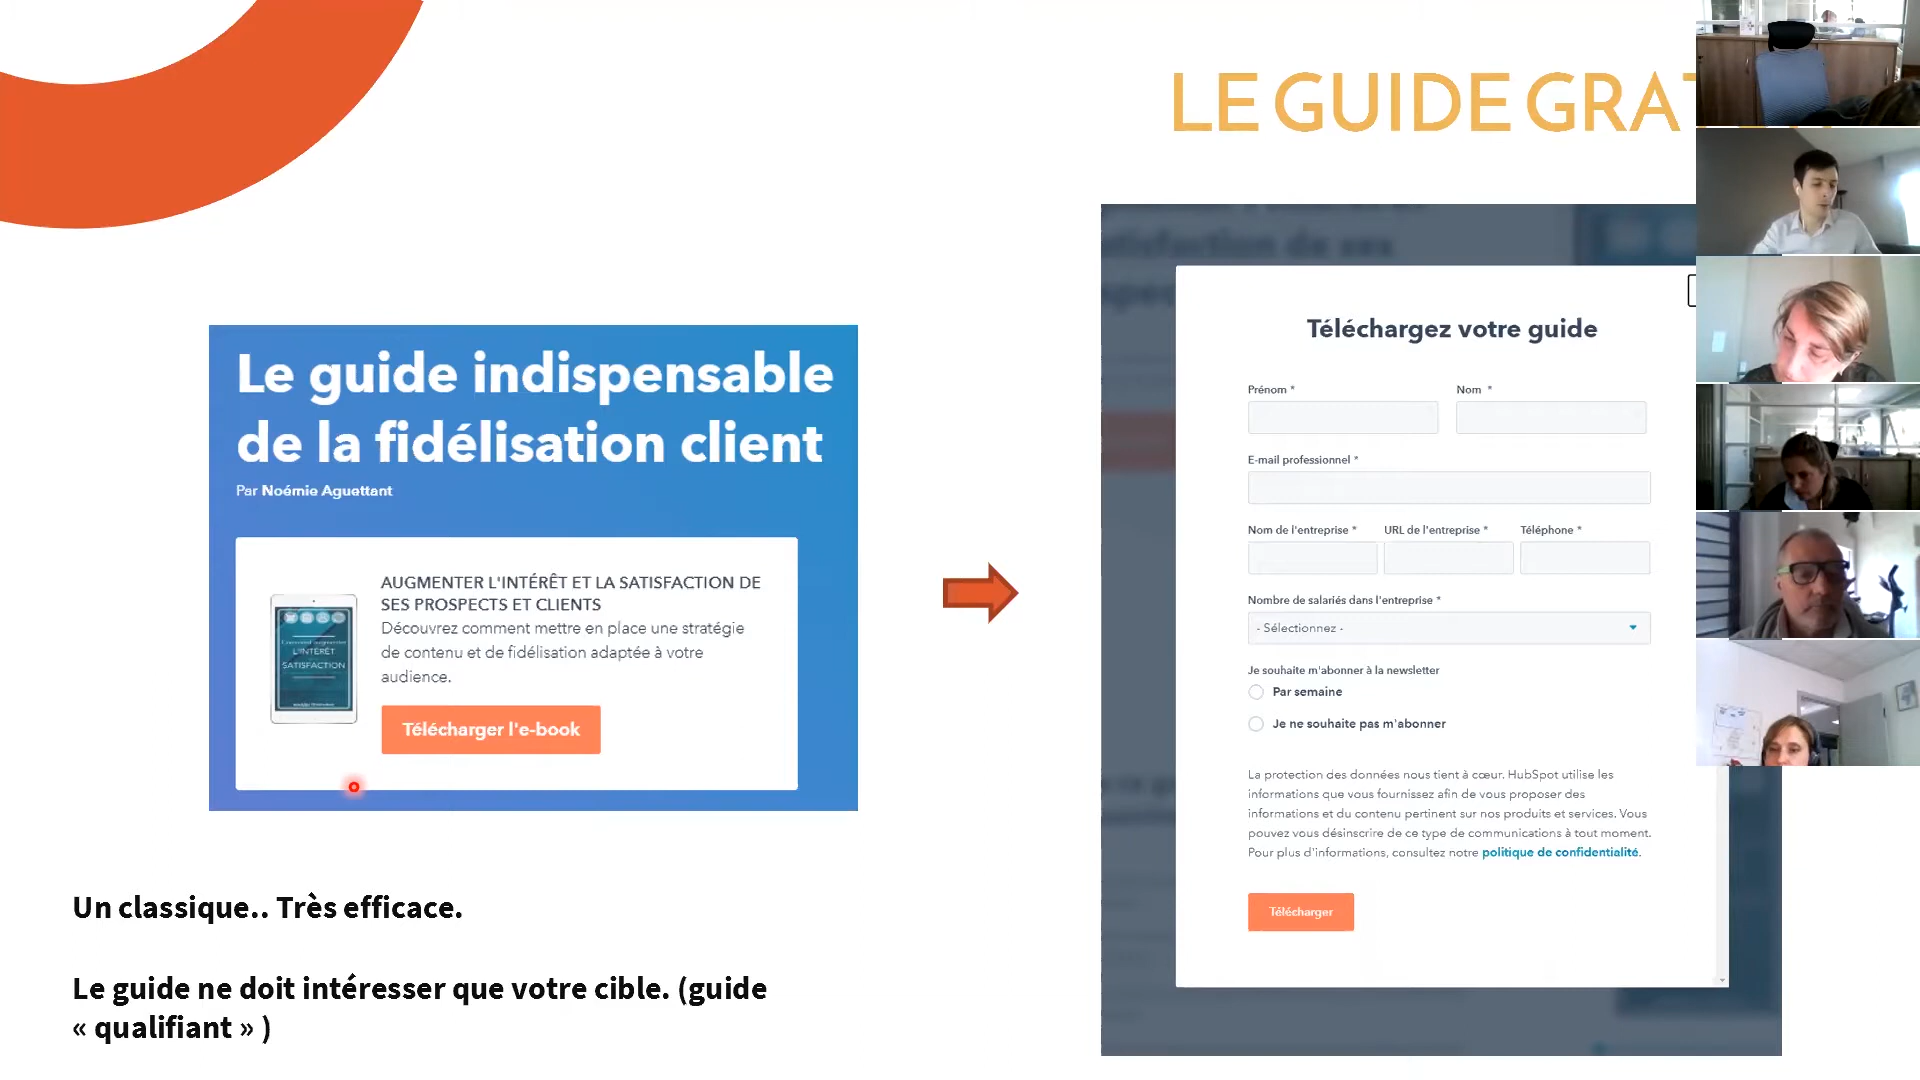 LE GUIDE GRAT
Le guide indispensable
de la fidélisation client
Par Noémie Aguettant
AUGMENTER L'INTÉRÊT ET LA SATISFACTION DE
SES PROSPECTS ET CLIENTS
Découvrez comment mettre en place une stratégie
de contenu et de fidélisation adaptée à votre
audience.
L'INTÉRÊT
SATISFACTION
Télécharger l'e-book
Un classique.. Très efficace.
Le guide ne doit intéresser que votre cible. (guide
« qualifiant » )
atisfaction de ses
Téléchargez votre guide
Prénom * Nom *
E-mail professionnel *
Nom de l'entreprise * URL de l'entreprise * Téléphone *
Nombre de salariés dans l'entreprise *
- Sélectionnez -
Je souhaite m'abonner à la newsletter
Par semaine
Je ne souhaite pas m'abonner
La protection des données nous tient à cœur. HubSpot utilise les
informations que vous fournissez afin de vous proposer des
informations et du contenu pertinent sur nos produits et services. Vous
pouvez vous désinscrire de ce type de communications à tout moment.
Pour plus d'informations, consultez notre politique de confidentialité.
Télécharger